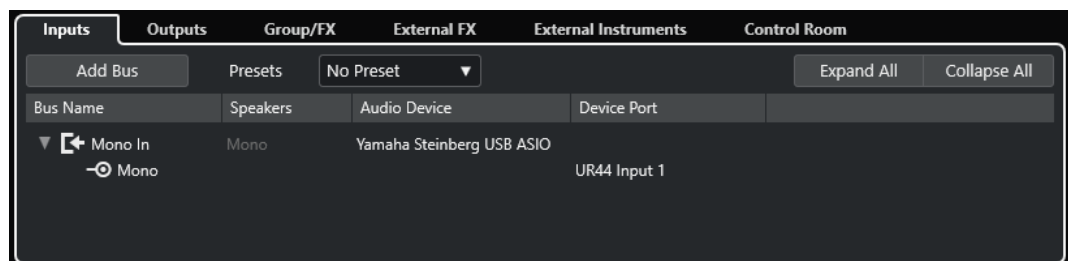 Inputs Outputs Group/FX External FX External Instruments Control Room
Add Bus Presets No Preset Expand All Collapse All
Bus Name Speakers Audio Device Device Port
Mono In Mono Yamaha Steinberg USB ASIO
Mono UR44 Input 1